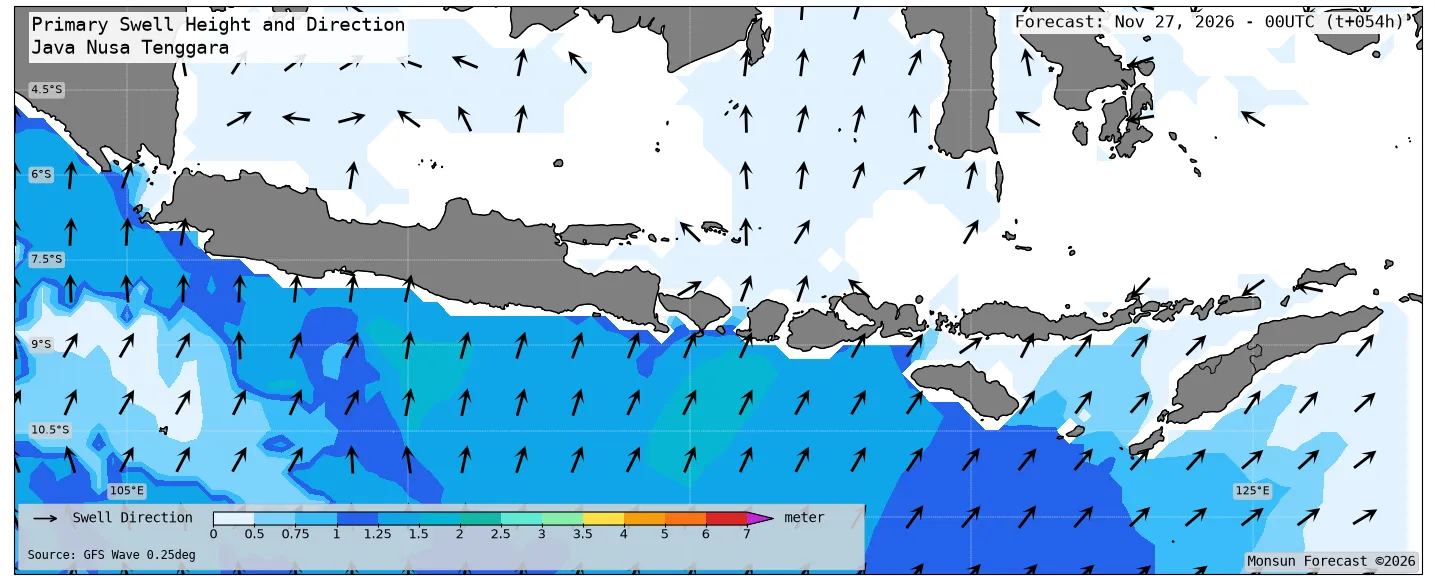 Primary Swell Height and Direction
Java Nusa Tenggara
Forecast: Nov 27, 2026 - 00UTC (t+054h)
4.5°S
6°S
7.5°S
9°S
10.5°S
105°E
125°E
Swell Direction
0 0.5 0.75 1 1.25 1.5 2 2.5 3 3.5 4 5 6 7
meter
Source: GFS Wave 0.25deg
Monsun Forecast ©2026